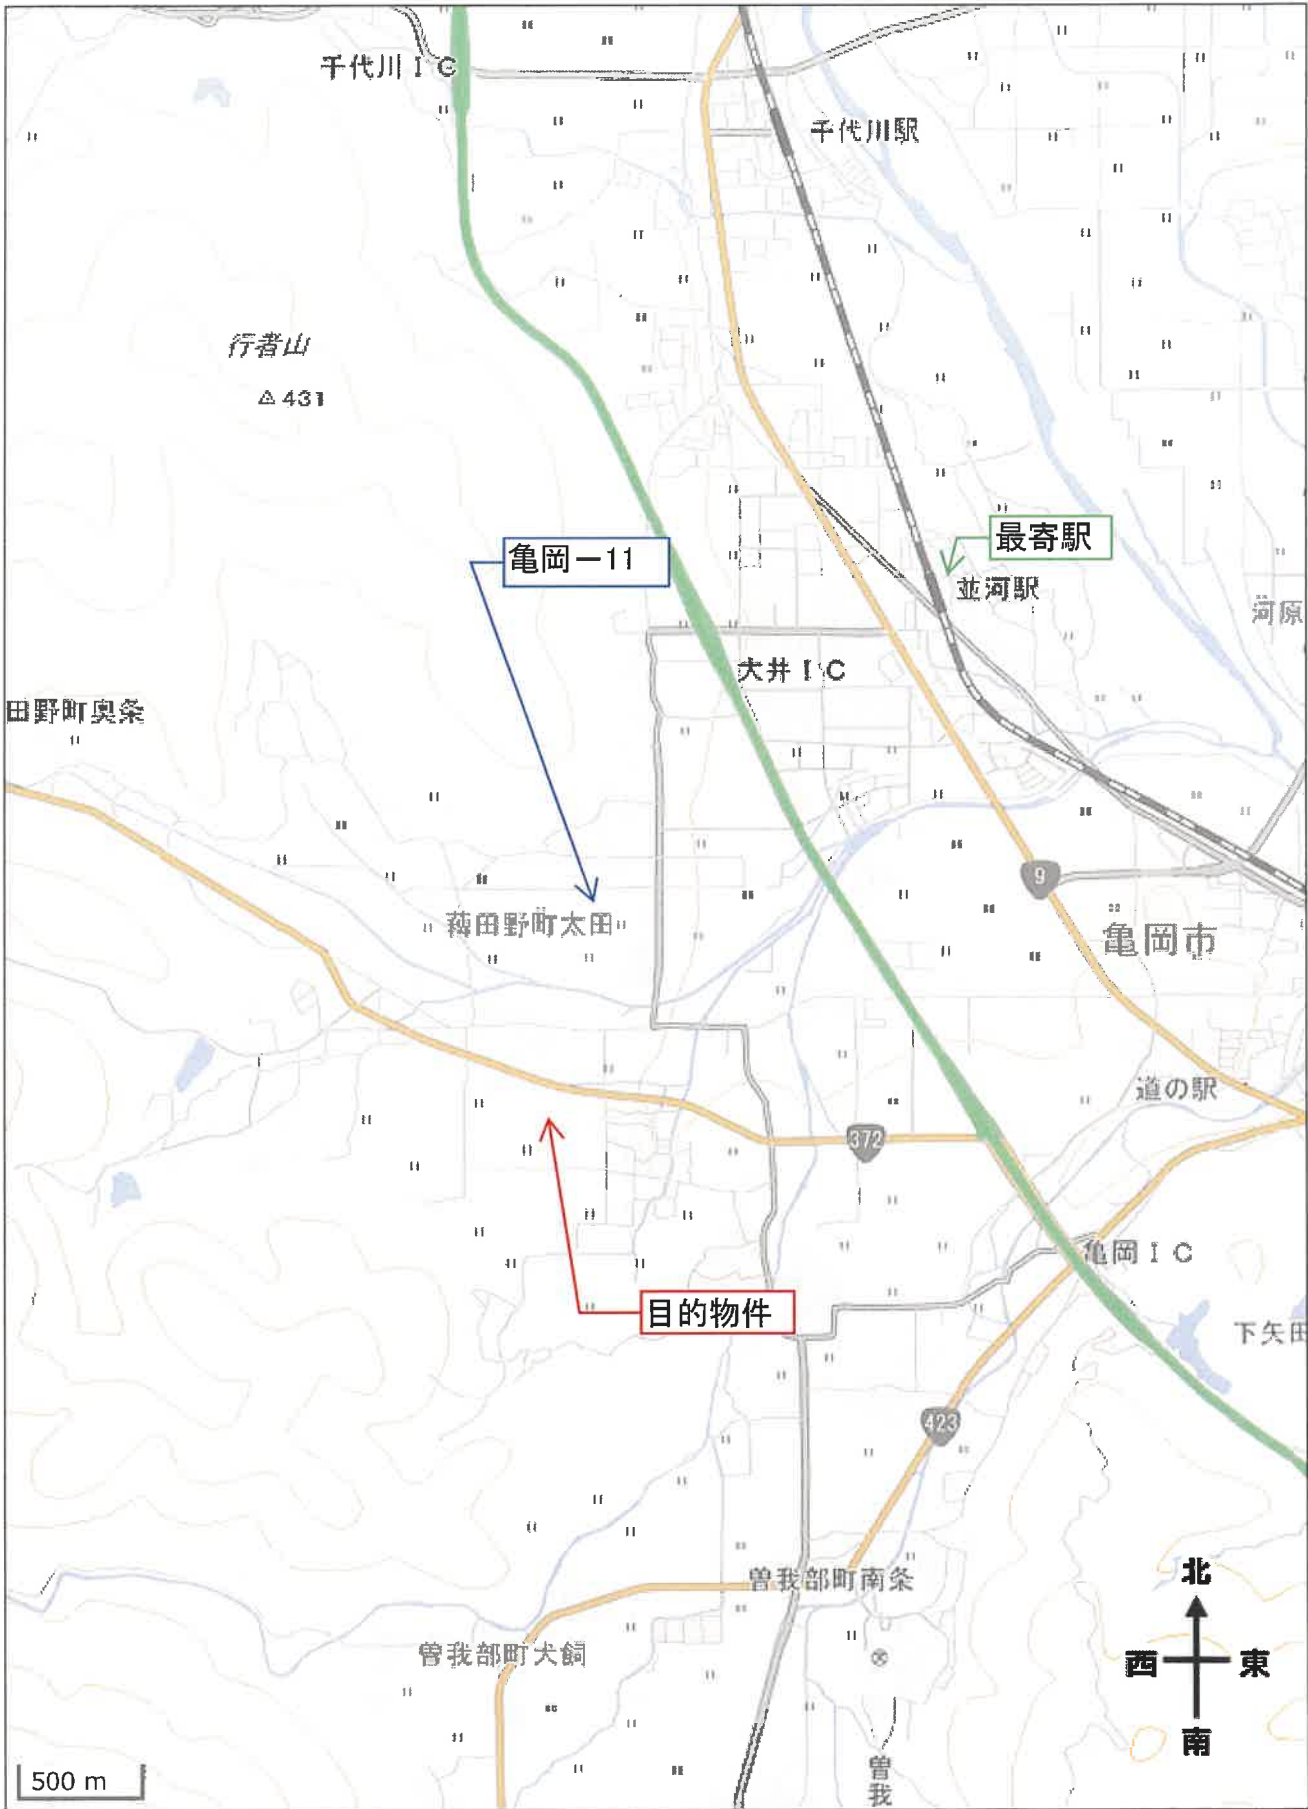 千代川ＩＣ
千代川駅
行者山
431
亀岡－11
最寄駅
並河駅
河原
大井ＩＣ
田野町奥条
9
薭田野町太田
亀岡市
道の駅
372
亀岡ＩＣ
目的物件
下矢田
423
曽我部町南条
曽我部町犬飼
北
西
東
南
曽
我
500 m